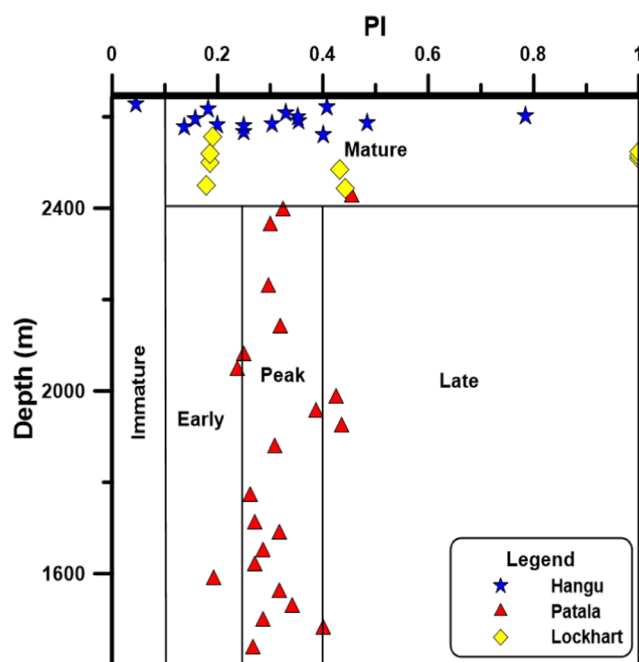 PI
0 0.2 0.4 0.6 0.8 1
Mature
2400
Depth (m)
2000
Immature
Peak
Late
Early
1600
Legend
Hangu
Patala
Lockhart